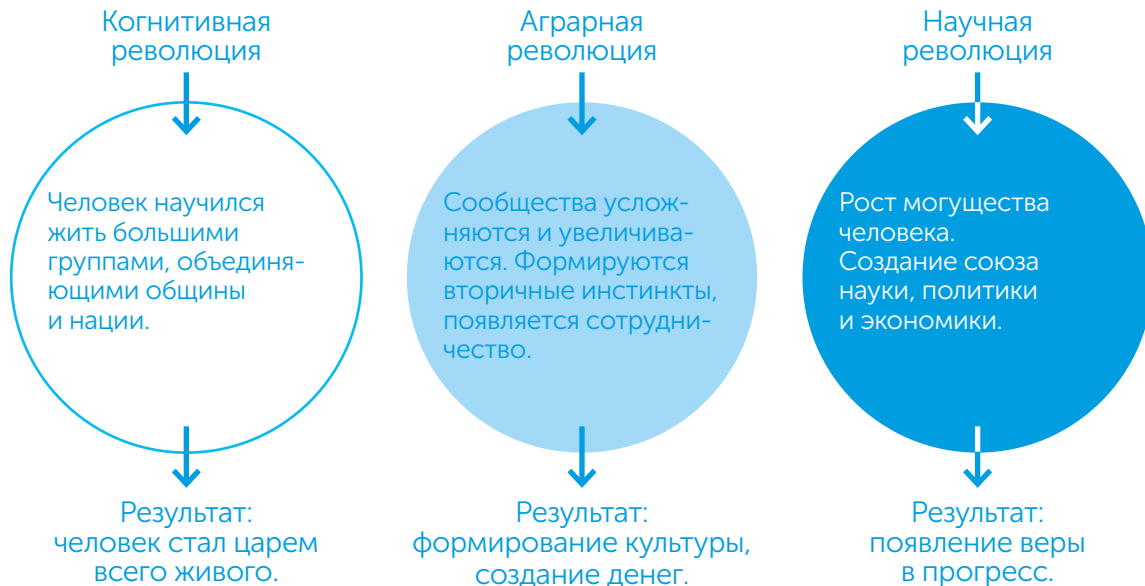 Когнитивная
революция
Человек научился
жить большими
группами, объединя-
ющими общины
и нации.
Результат:
человек стал царем
всего живого.
Аграрная
революция
Сообщества услож-
няются и увеличива-
ются. Формируются
вторичные инстинкты,
появляется сотрудни-
чество.
Результат:
формирование культуры,
создание денег.
Научная
революция
Рост могущества
человека.
Создание союза
науки, политики
и экономики.
Результат:
появление веры
в прогресс.